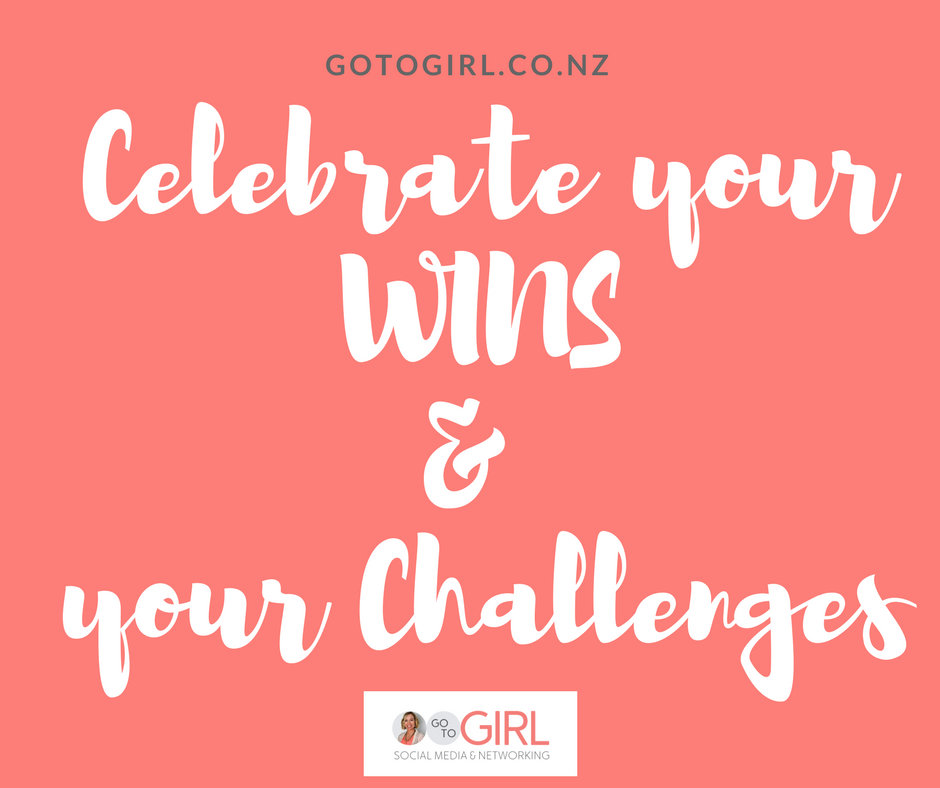 GOTOGIRL.CO.NZ
Celebrate your
WINS
&
your Challenges
GO TO GIRL
SOCIAL MEDIA & NETWORKING